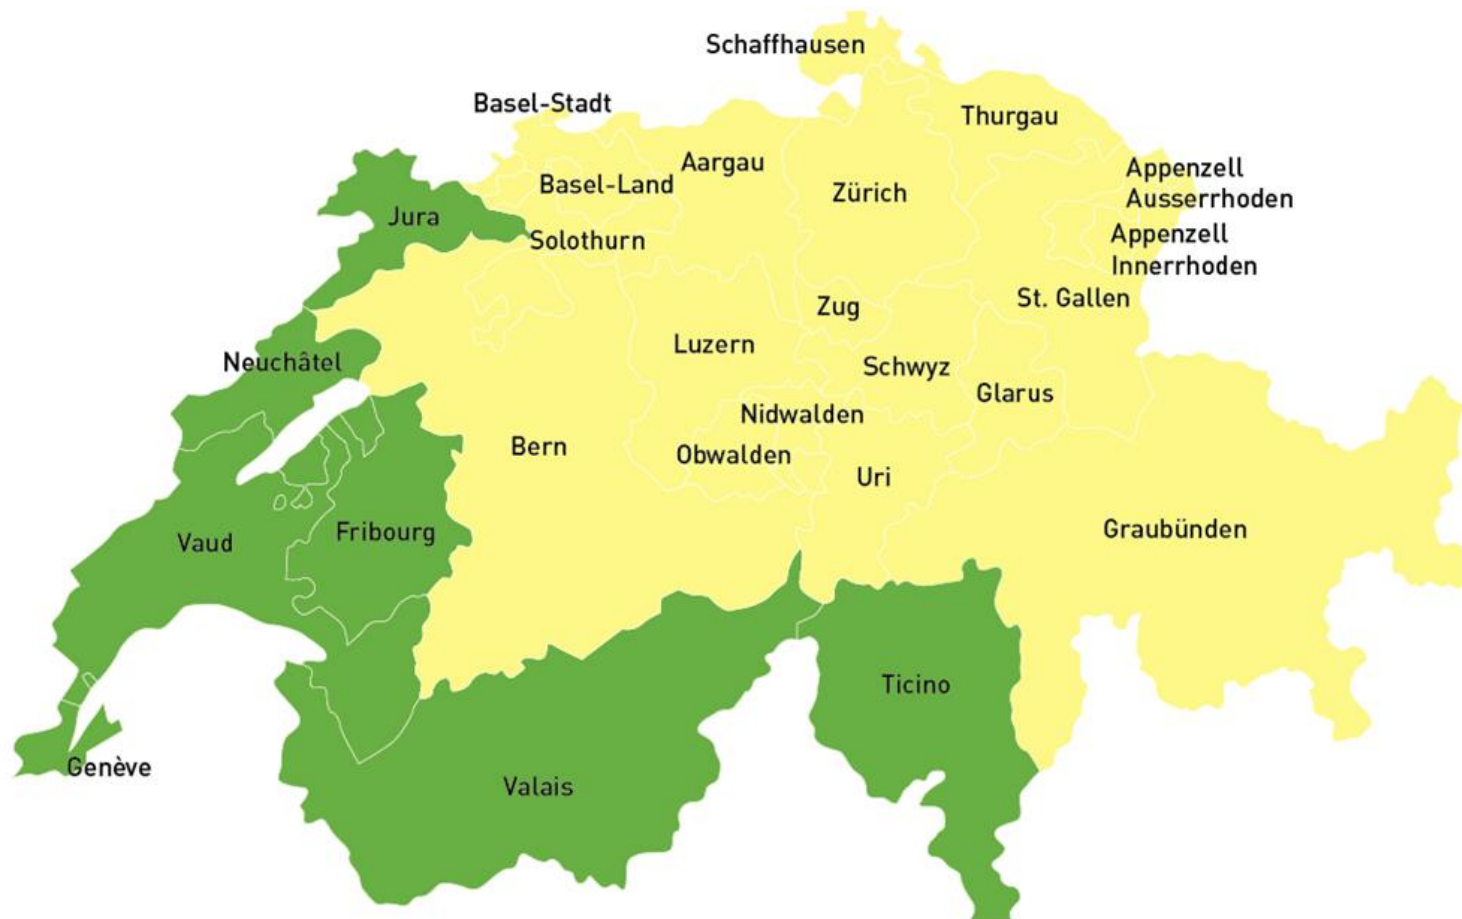 Schaffhausen
Basel-Stadt
Thurgau
Aargau
Appenzell
Ausserrhoden
Basel-Land
Zürich
Jura
Solothurn
Appenzell
Innerrhoden
Zug
St. Gallen
Neuchâtel
Luzern
Schwyz
Glarus
Nidwalden
Bern
Obwalden
Uri
Vaud
Fribourg
Graubünden
Ticino
Genève
Valais